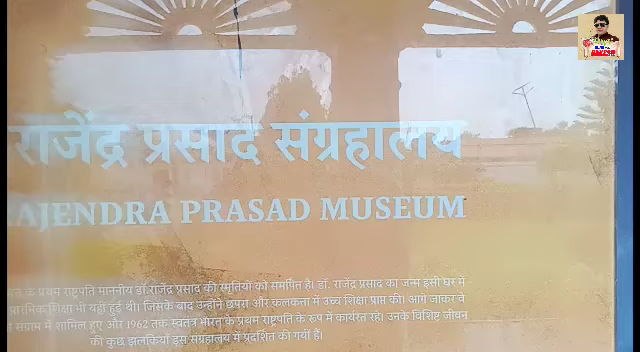 राजेंद्र प्रसाद संग्रहालय
RAJENDRA PRASAD MUSEUM
के प्रथम राष्ट्रपति माननीय डॉ. राजेंद्र प्रसाद की स्मृतियों को समर्पित है। डॉ. राजेंद्र प्रसाद का जन्म इसी घर में
प्रारंभिक शिक्षा भी यहीं हुई थी। जिसके बाद उन्होंने छपरा और कलकत्ता में उच्च शिक्षा प्राप्त की। आगे जाकर वे
संग्राम में शामिल हुए और 1962 तक स्वतंत्र भारत के प्रथम राष्ट्रपति के रूप में कार्यरत रहे। उनके विशिष्ट जीवन
की कुछ झलकियाँ इस संग्रहालय में प्रदर्शित की गयीं हैं।